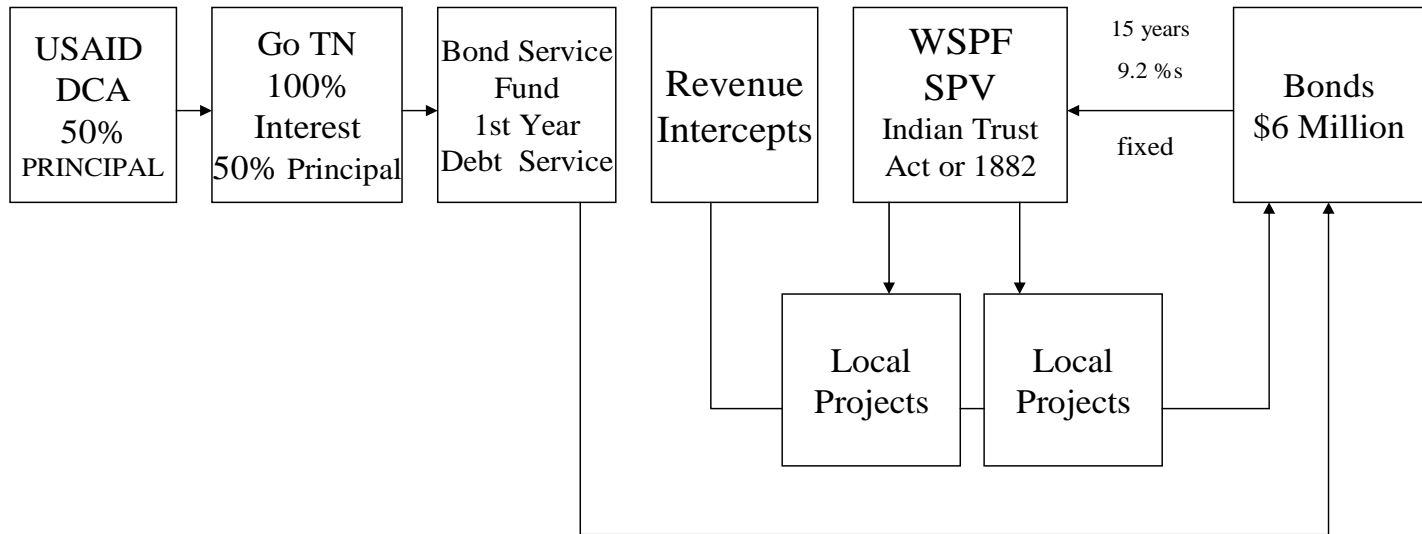 USAID
DCA
50%
PRINCIPAL
Go TN
100%
Interest
50% Principal
Bond Service
Fund
1st Year
Debt Service
Revenue
Intercepts
WSPF
SPV
Indian Trust
Act or 1882
15 years
9.2 %s
fixed
Bonds
$6 Million
Local
Projects
Local
Projects